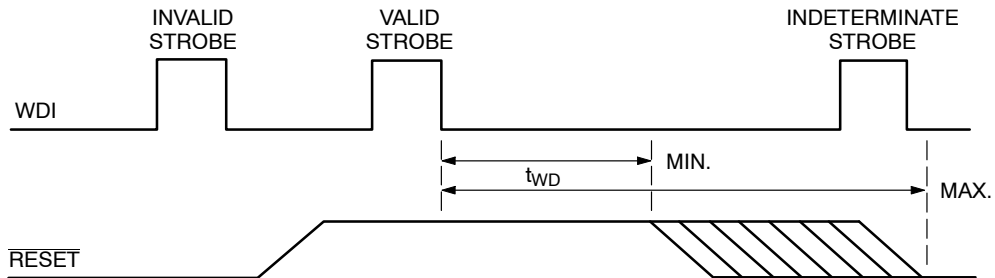 INVALID
STROBE
VALID
STROBE
INDETERMINATE
STROBE
WDI
tWD
MIN.
MAX.
RESET